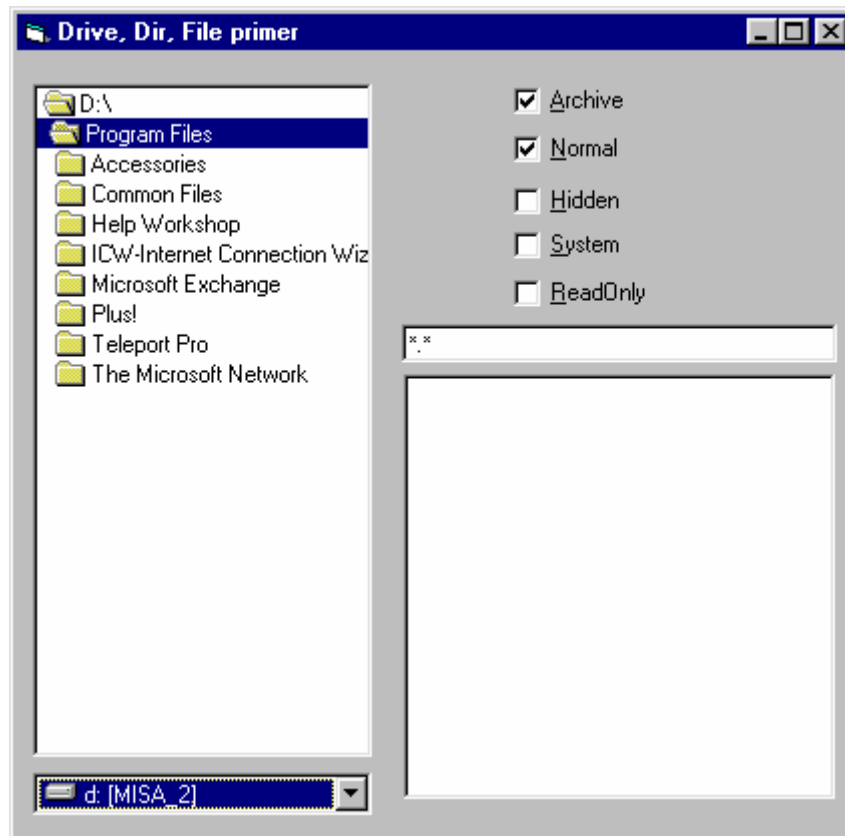 Drive, Dir, File primer
D:\
Program Files
Accessories
Common Files
Help Workshop
ICW-Internet Connection Wiz
Microsoft Exchange
Plus!
Teleport Pro
The Microsoft Network
d: [MISA_2]
Archive
Normal
Hidden
System
ReadOnly
*.*